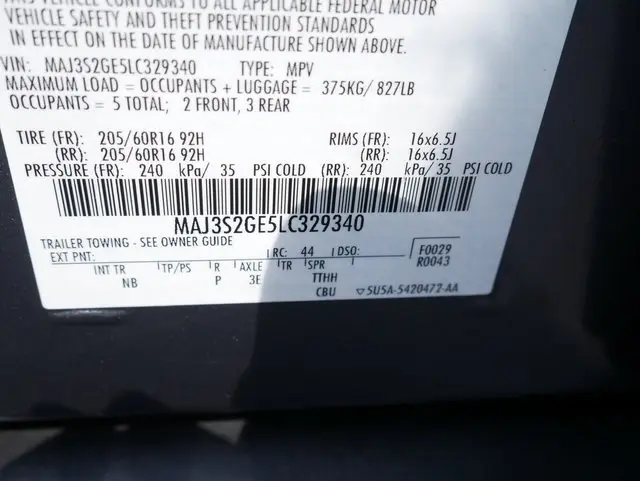 THIS VEHICLE CONFORMS TO ALL APPLICABLE FEDERAL MOTOR
VEHICLE SAFETY AND THEFT PREVENTION STANDARDS
IN EFFECT ON THE DATE OF MANUFACTURE SHOWN ABOVE.
VIN: MAJ3S2GE5LC329340 TYPE: MPV
MAXIMUM LOAD = OCCUPANTS + LUGGAGE = 375KG/ 827LB
OCCUPANTS = 5 TOTAL; 2 FRONT, 3 REAR
TIRE (FR): 205/60R16 92H RIMS (FR): 16x6.5J
(RR): 205/60R16 92H (RR): 16x6.5J
PRESSURE (FR): 240 kPa/ 35 PSI COLD (RR): 240 kPa/ 35 PSI COLD
MAJ3S2GE5LC329340
TRAILER TOWING - SEE OWNER GUIDE
EXT PNT: RC: 44 DSO: F0029
R0043
INT TR TP/PS R AXLE TR SPR
NB P 3E TTHH
CBU ▽5U5A-5420472-AA